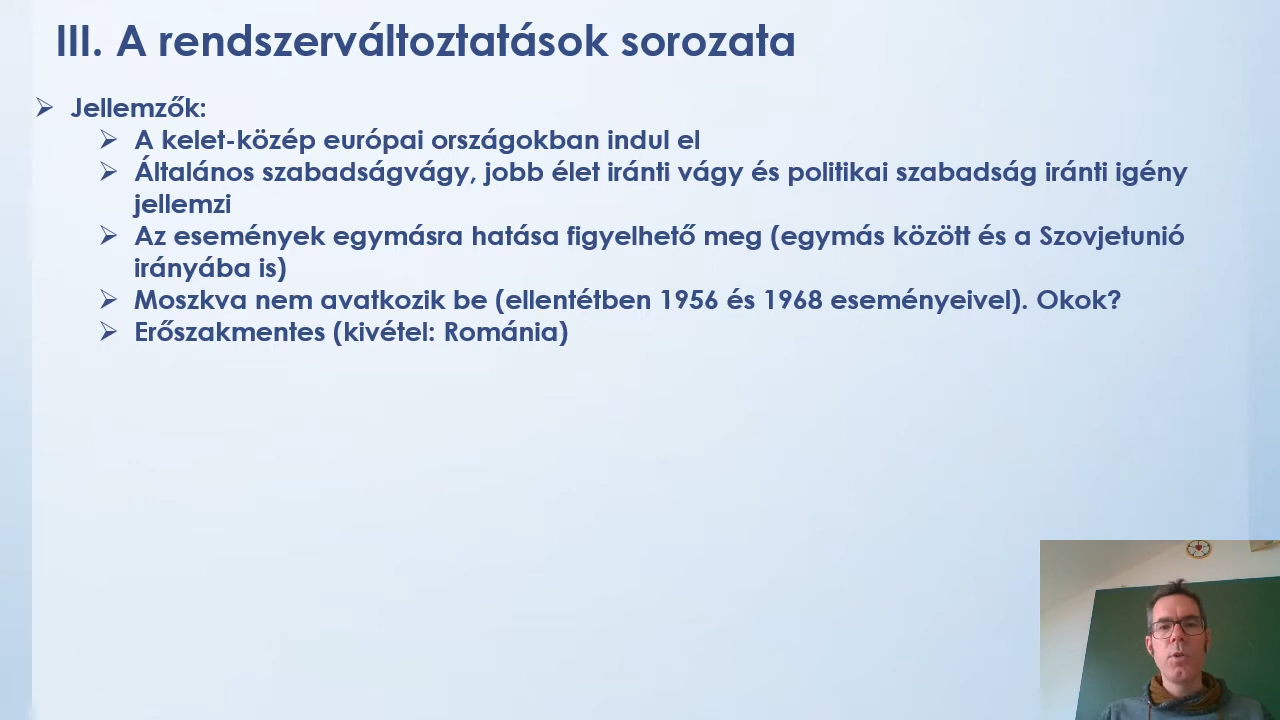 III. A rendszerváltoztatások sorozata
Jellemzők:
A kelet-közép európai országokban indul el
Általános szabadságvágy, jobb élet iránti vágy és politikai szabadság iránti igény
jellemzi
Az események egymásra hatása figyelhető meg (egymás között és a Szovjetunió
irányába is)
Moszkva nem avatkozik be (ellentétben 1956 és 1968 eseményeivel). Okok?
Erőszakmentes (kivétel: Románia)